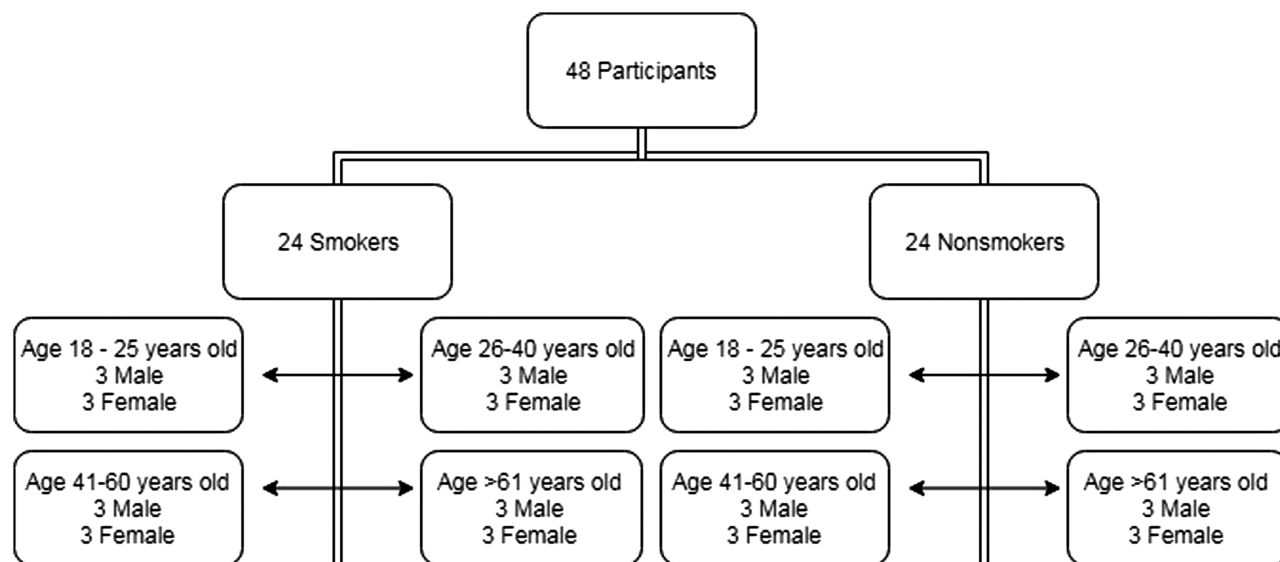 48 Participants
24 Smokers
24 Nonsmokers
Age 18 - 25 years old
3 Male
3 Female
Age 26-40 years old
3 Male
3 Female
Age 18 - 25 years old
3 Male
3 Female
Age 26-40 years old
3 Male
3 Female
Age 41-60 years old
3 Male
3 Female
Age >61 years old
3 Male
3 Female
Age 41-60 years old
3 Male
3 Female
Age >61 years old
3 Male
3 Female